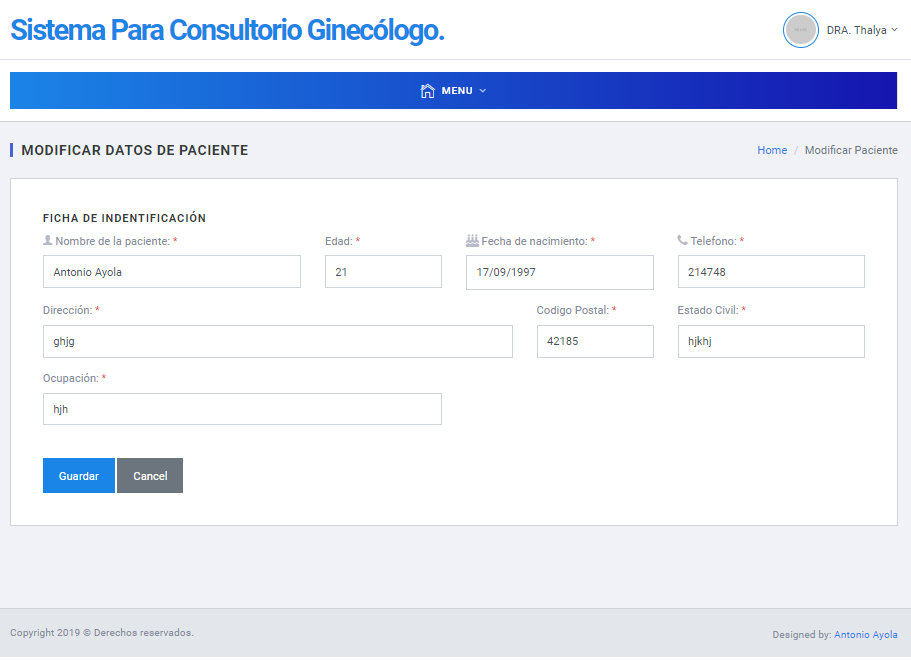 Sistema Para Consultorio Ginecólogo.
DRA. Thalya
MENU
MODIFICAR DATOS DE PACIENTE
Home / Modificar Paciente
FICHA DE INDENTIFICACIÓN
Nombre de la paciente: * Edad: * Fecha de nacimiento: * Telefono: *
Antonio Ayola 21 17/09/1997 214748
Dirección: * Codigo Postal: * Estado Civil: *
ghjg 42185 hjkhj
Ocupación: *
hjh
Guardar Cancel
Copyright 2019 © Derechos reservados.
Designed by: Antonio Ayola